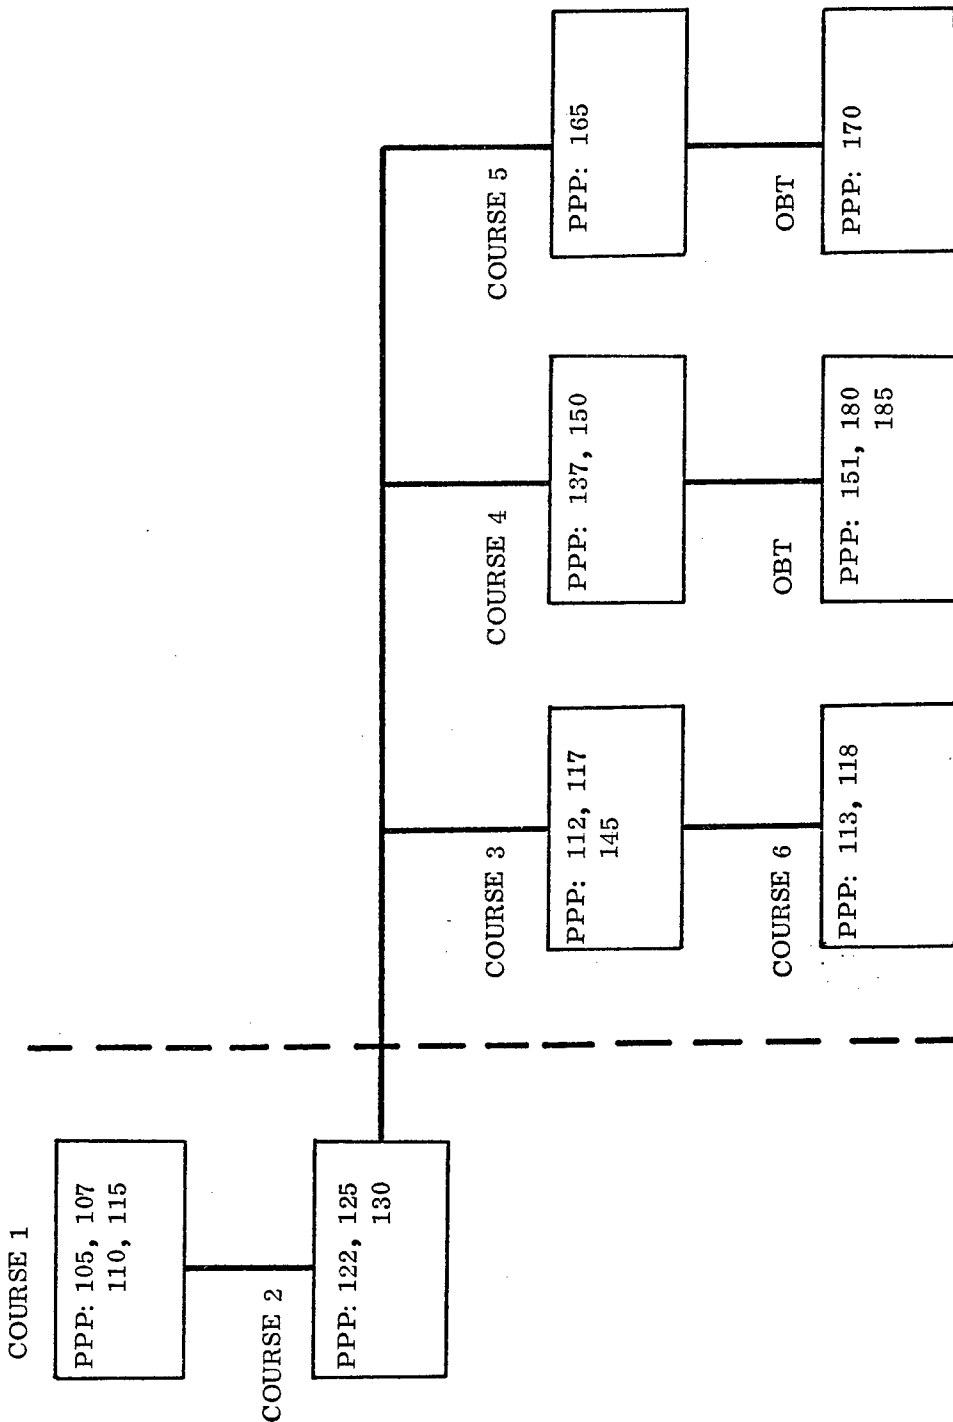 COURSE 1
PPP: 105, 107
110, 115
COURSE 2
PPP: 122, 125
130
COURSE 3
PPP: 112, 117
145
COURSE 6
PPP: 113, 118
COURSE 4
PPP: 137, 150
OBT
PPP: 151, 180
185
COURSE 5
PPP: 165
OBT
PPP: 170